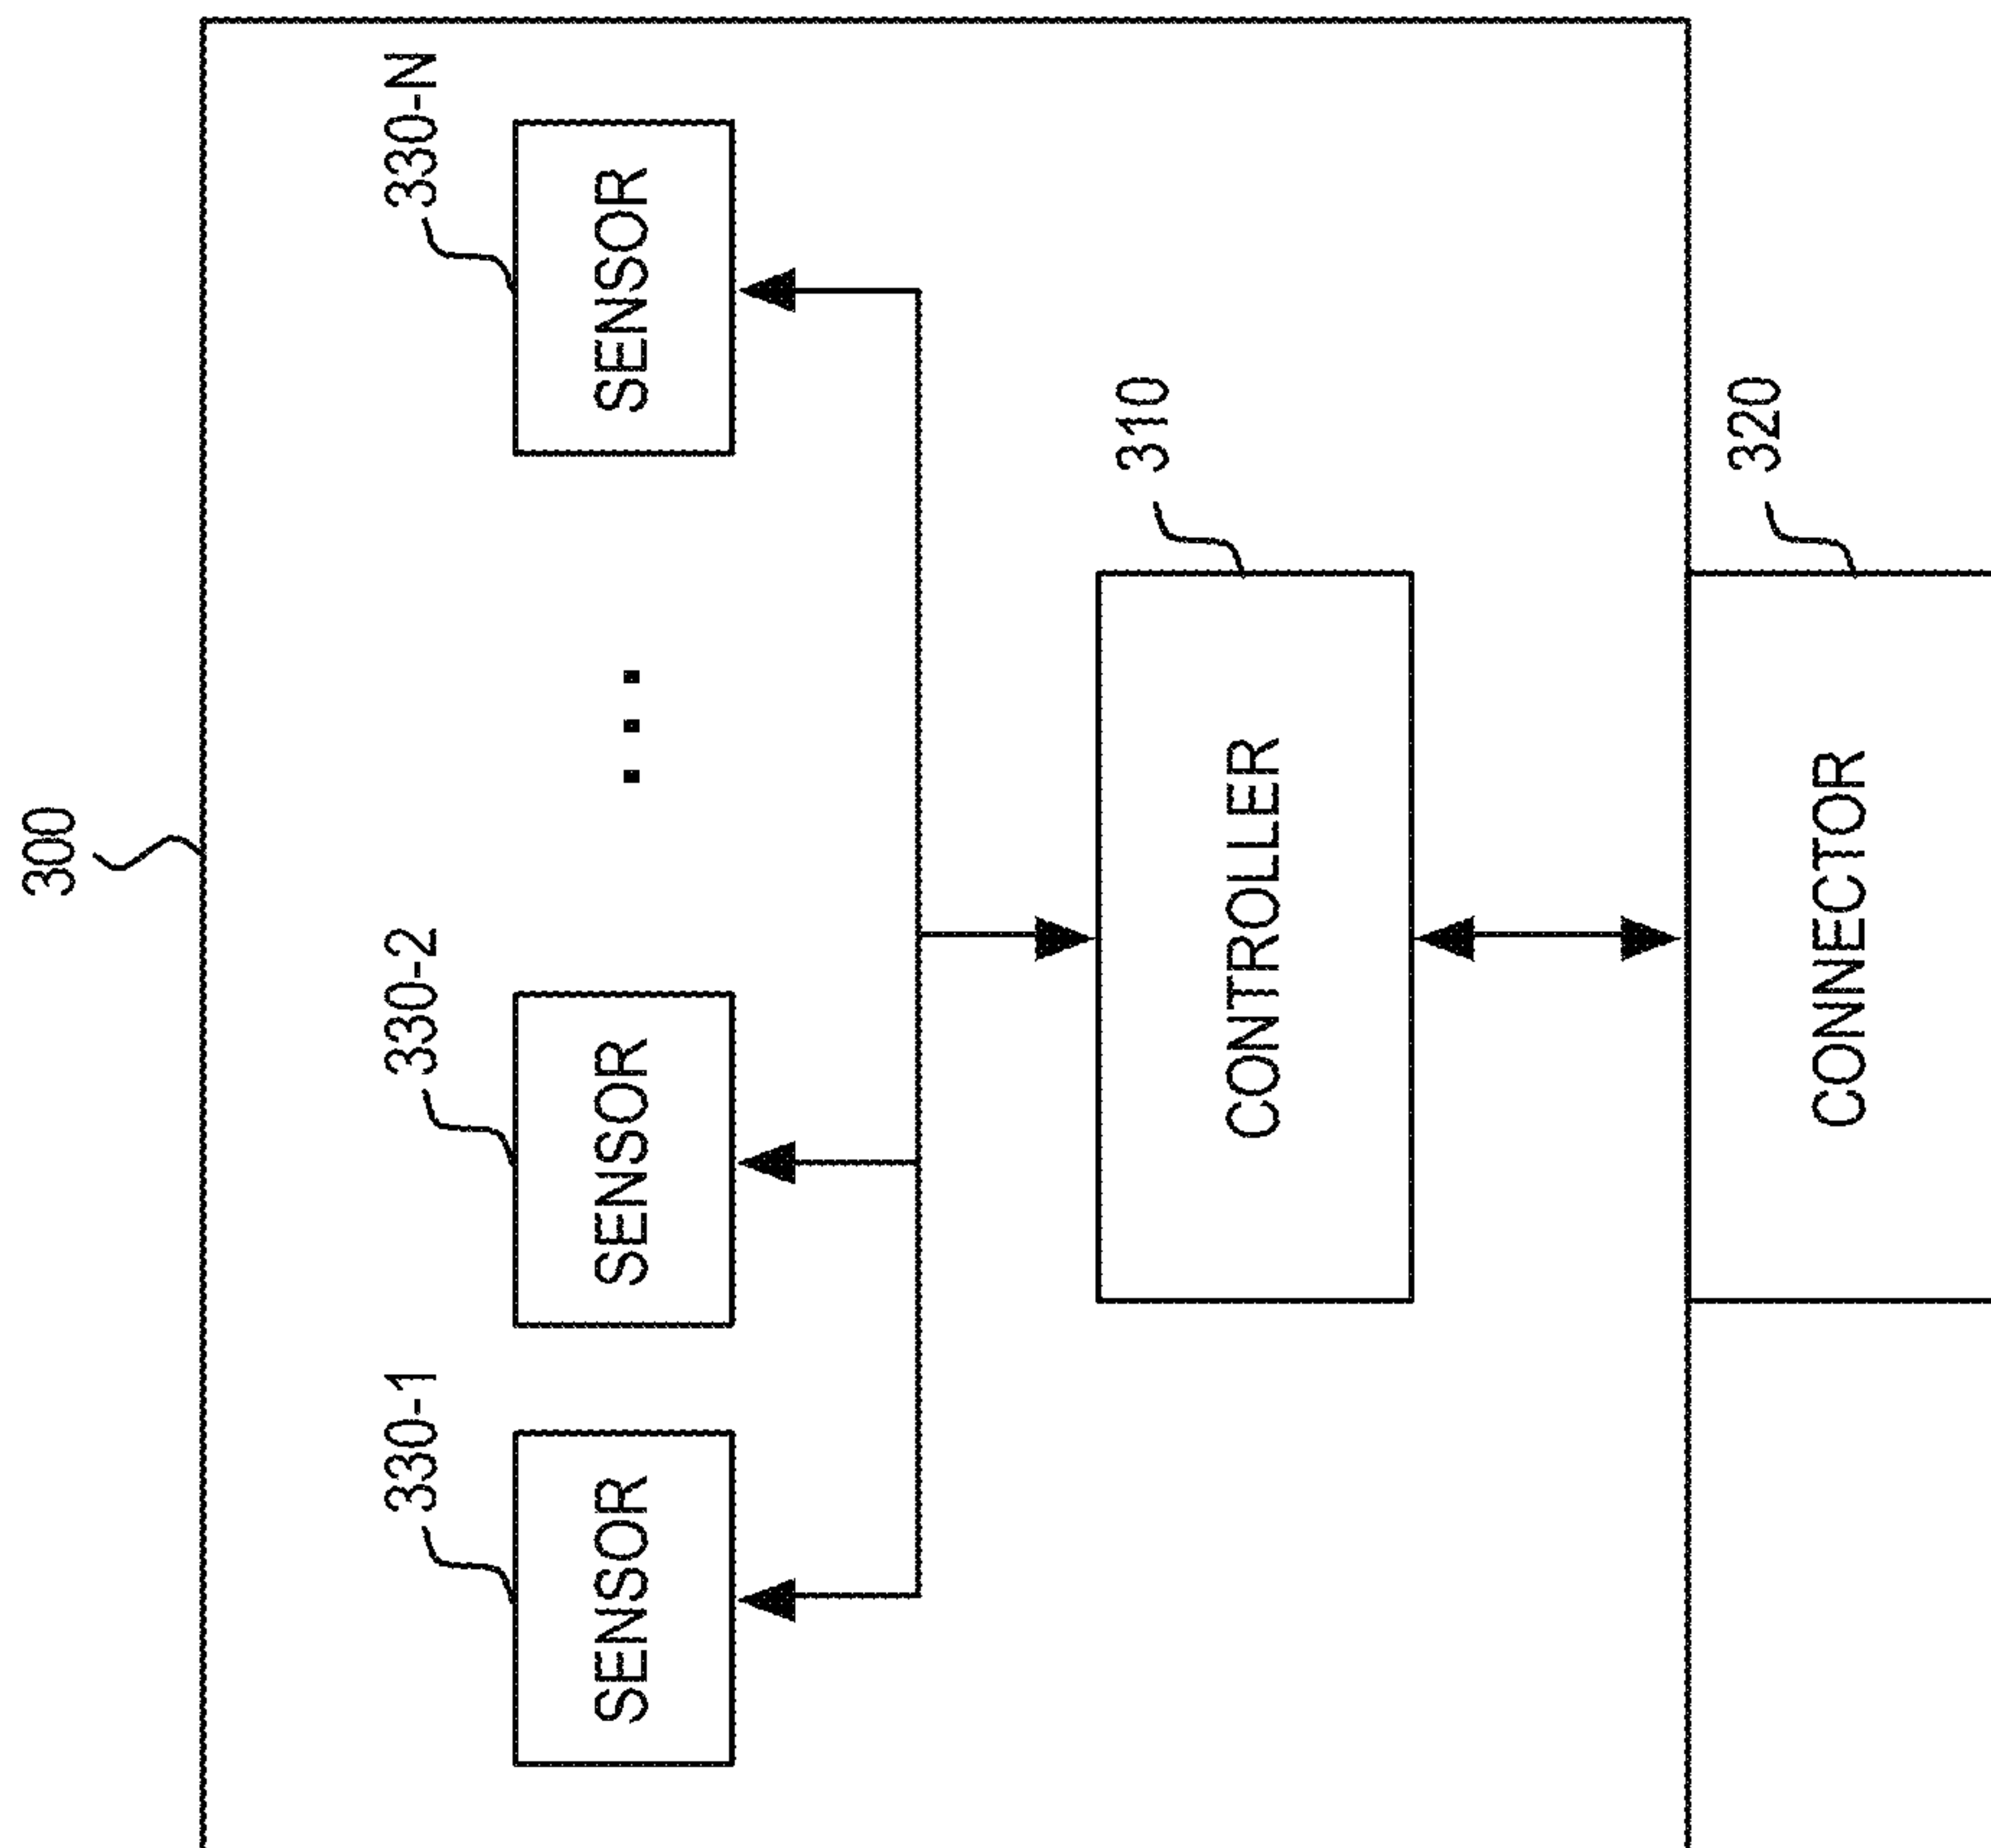 300
330-1
330-2
330-N
SENSOR
SENSOR
...
SENSOR
310
CONTROLLER
320
CONNECTOR